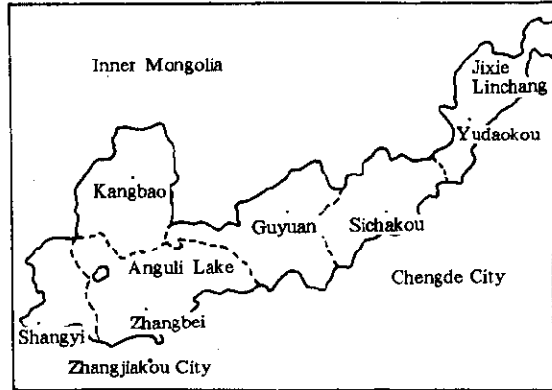 Inner Mongolia
Jixie
Linchang
Yudaokou
Kangbao
Guyuan
Sichakou
Anguli Lake
Chengde City
Zhangbei
Shangyi
Zhangjiakou City